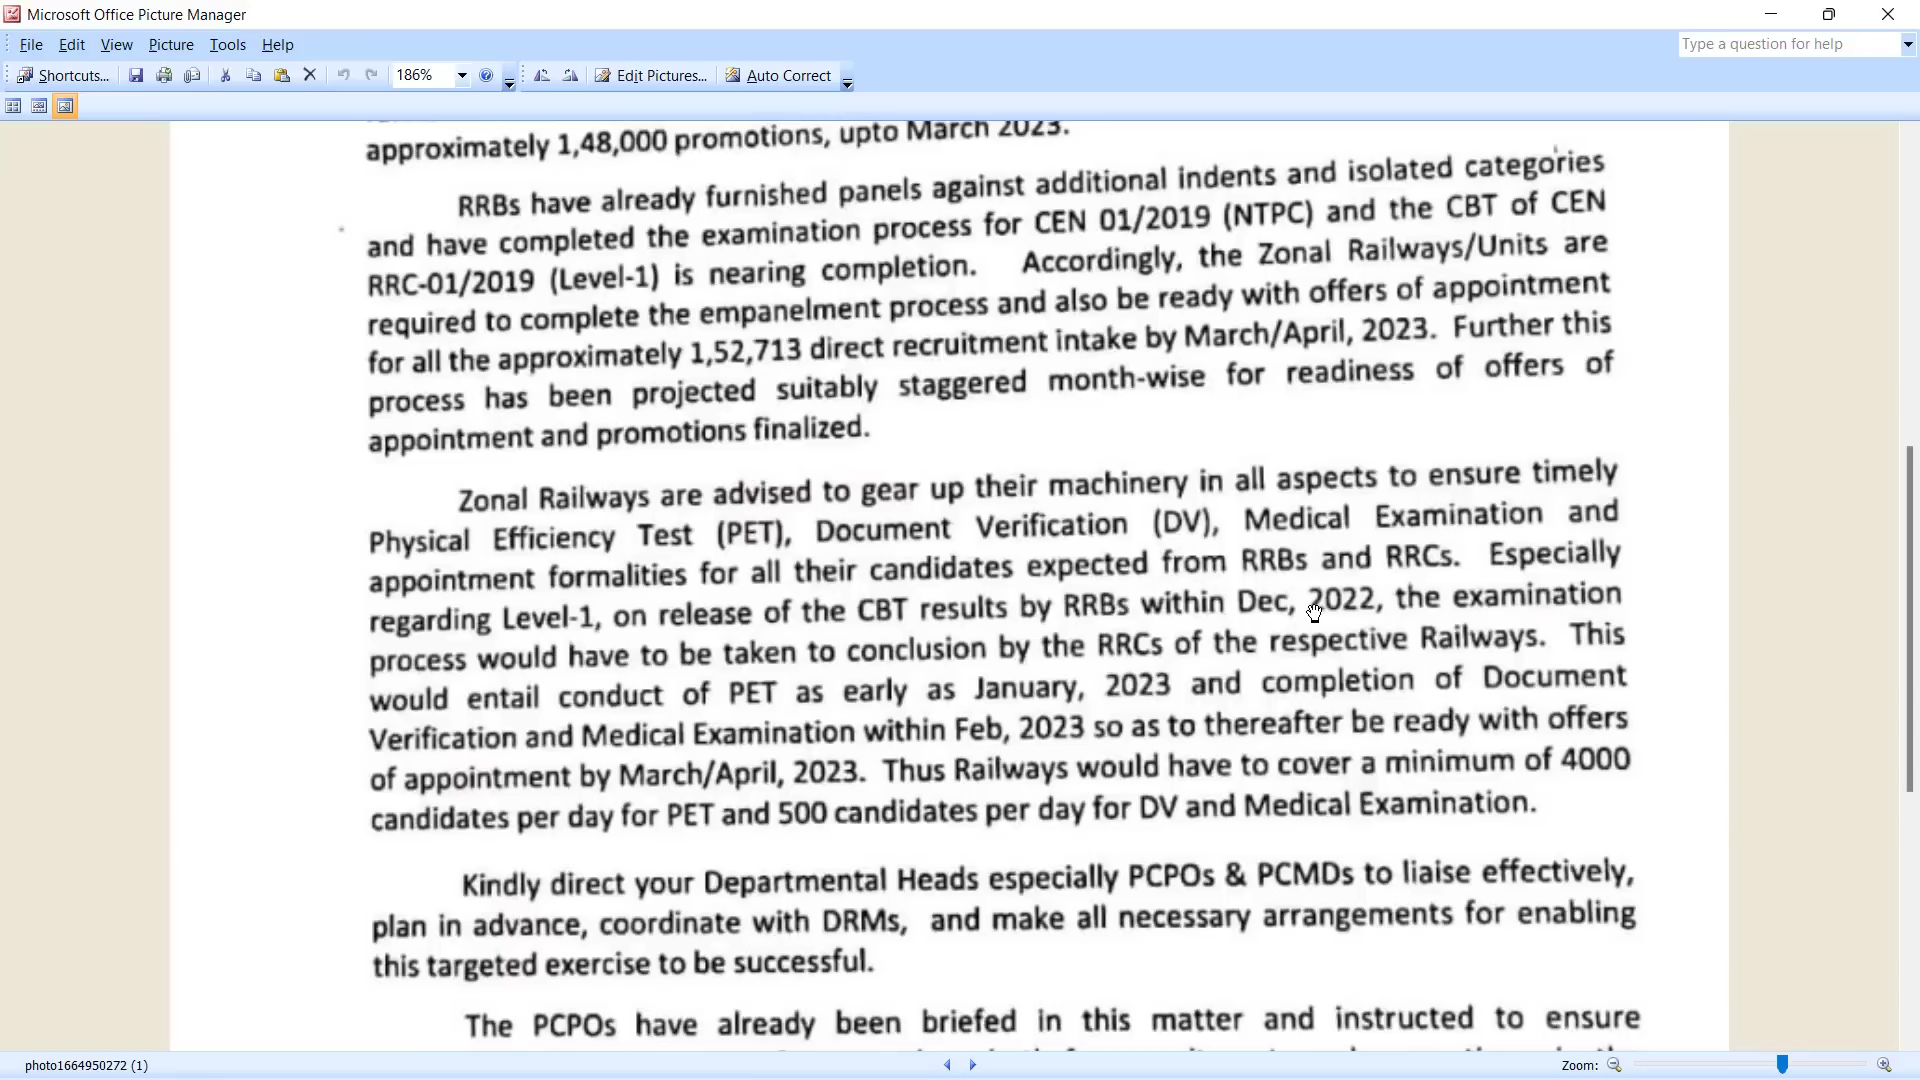 Microsoft Office Picture Manager
File Edit View Picture Tools Help
Type a question for help
Shortcuts... 186% Edit Pictures... Auto Correct
approximately 1,48,000 promotions, upto March 2023.
RRBs have already furnished panels against additional indents and isolated categories
and have completed the examination process for CEN 01/2019 (NTPC) and the CBT of CEN
RRC-01/2019 (Level-1) is nearing completion. Accordingly, the Zonal Railways/Units are
required to complete the empanelment process and also be ready with offers of appointment
for all the approximately 1,52,713 direct recruitment intake by March/April, 2023. Further this
process has been projected suitably staggered month-wise for readiness of offers of
appointment and promotions finalized.
Zonal Railways are advised to gear up their machinery in all aspects to ensure timely
Physical Efficiency Test (PET), Document Verification (DV), Medical Examination and
appointment formalities for all their candidates expected from RRBs and RRCs. Especially
regarding Level-1, on release of the CBT results by RRBs within Dec, 2022, the examination
process would have to be taken to conclusion by the RRCs of the respective Railways. This
would entail conduct of PET as early as January, 2023 and completion of Document
Verification and Medical Examination within Feb, 2023 so as to thereafter be ready with offers
of appointment by March/April, 2023. Thus Railways would have to cover a minimum of 4000
candidates per day for PET and 500 candidates per day for DV and Medical Examination.
Kindly direct your Departmental Heads especially PCPOs & PCMDs to liaise effectively,
plan in advance, coordinate with DRMs, and make all necessary arrangements for enabling
this targeted exercise to be successful.
The PCPOs have already been briefed in this matter and instructed to ensure
photo1664950272 (1)
Zoom: